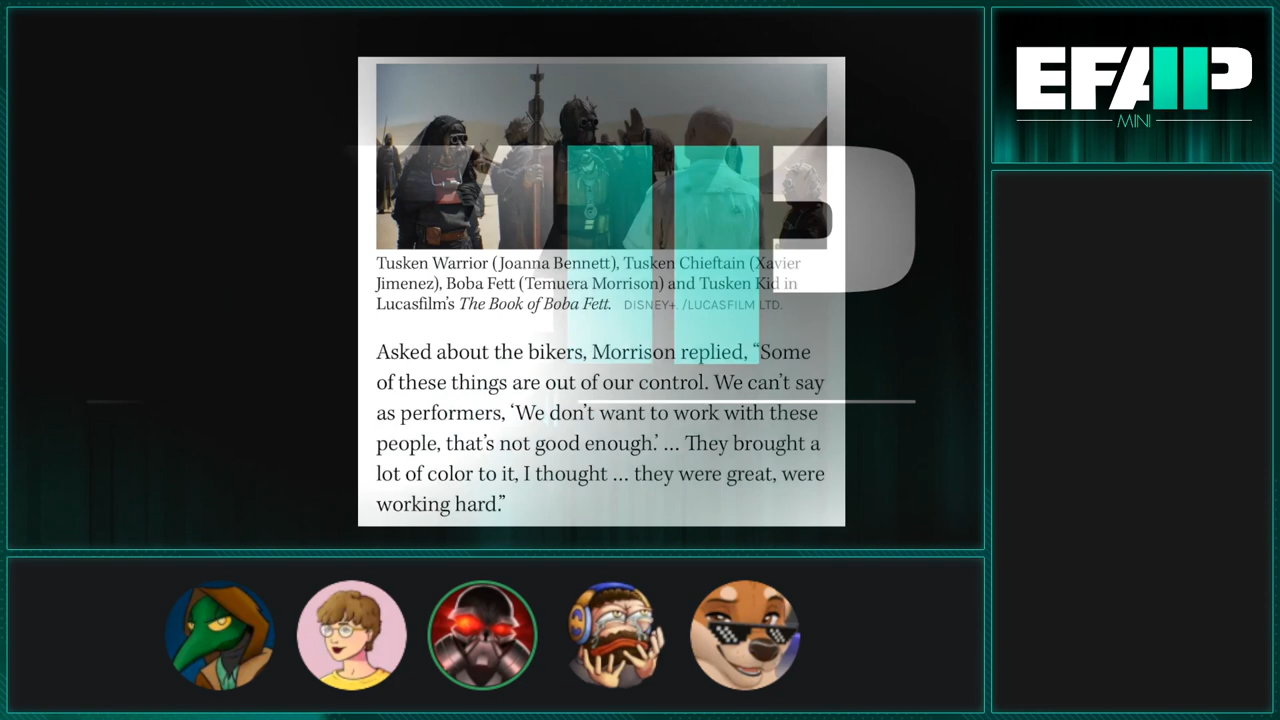 EFAP
MINI
Tusken Warrior (Joanna Bennett), Tusken Chieftain (Xavier
Jimenez), Boba Fett (Temuera Morrison) and Tusken Kid in
Lucasfilm's The Book of Boba Fett. DISNEY+. /LUCASFILM LTD.
Asked about the bikers, Morrison replied, “Some
of these things are out of our control. We can’t say
as performers, ‘We don’t want to work with these
people, that’s not good enough.’ … They brought a
lot of color to it, I thought … they were great, were
working hard.”